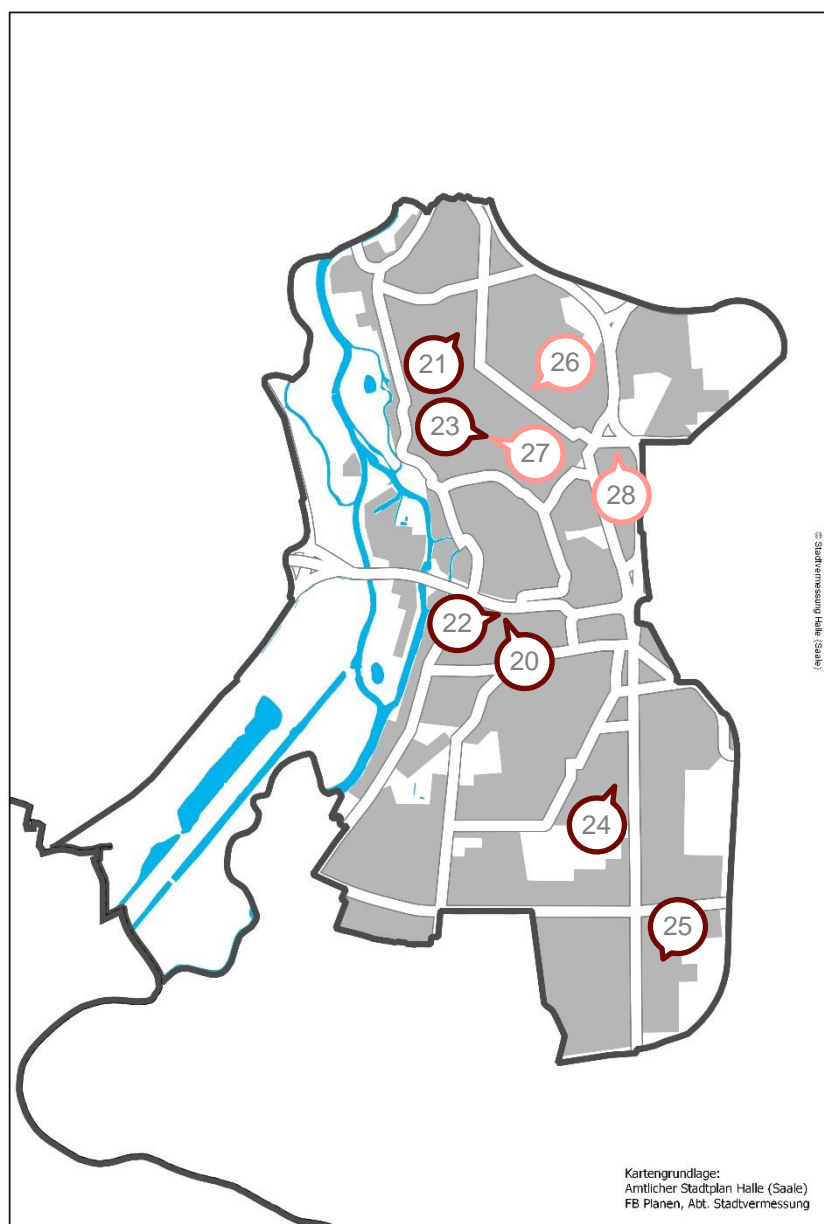 21
26
23
27
28
22
20
24
25
© Stadtvermessung Halle (Saale)
Kartengrundlage:
Amtlicher Stadtplan Halle (Saale)
FB Planen, Abt. Stadtvermessung